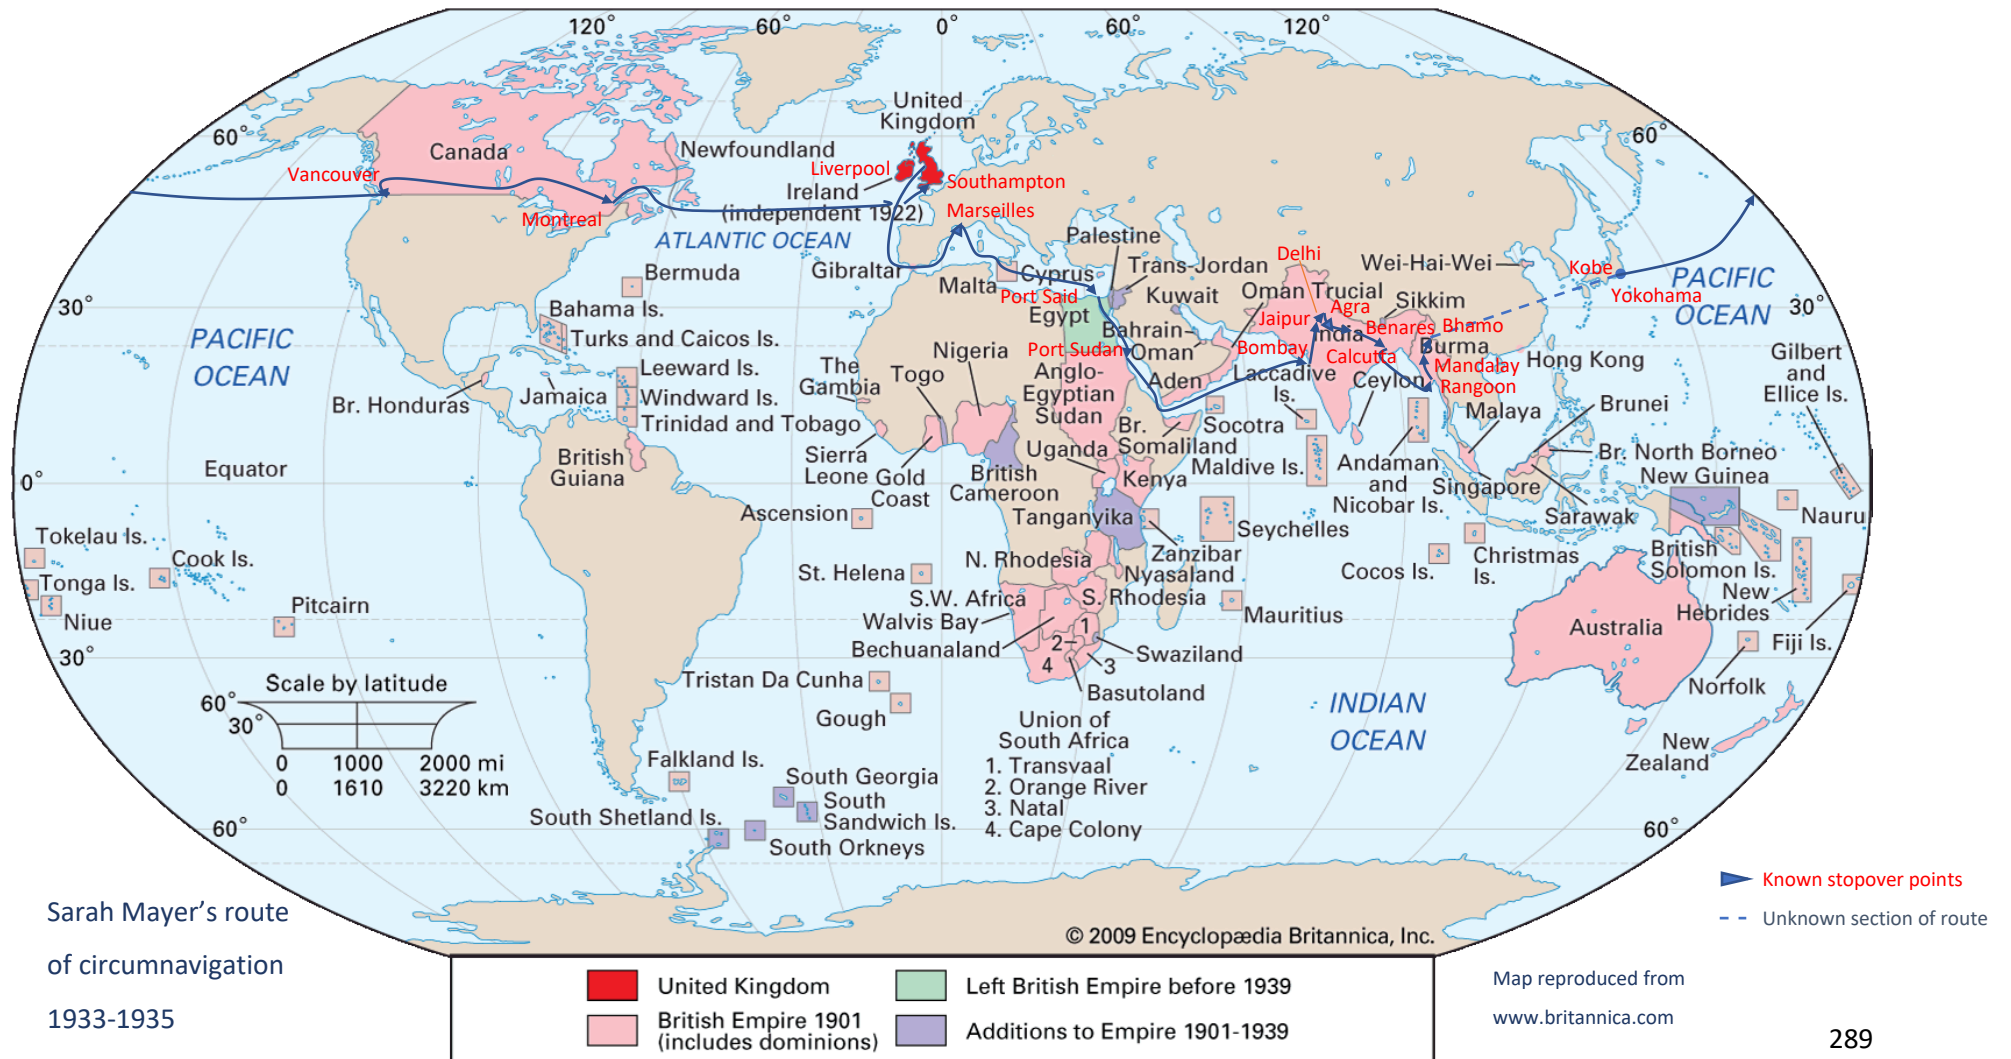 120°
60°
0°
60°
120°
United
Kingdom
60°
60°
Canada
Newfoundland
Liverpool
Vancouver
Ireland
(independent 1922)
Southampton
Montreal
Marseilles
ATLANTIC OCEAN
Palestine
Gibraltar
Bermuda
Malta
Cyprus
Trans-Jordan
Delhi
Wei-Hai-Wei
Kobe
PACIFIC
OCEAN
Port Said
Kuwait
Oman
Trucial
Agra
Sikkim
Yokohama
30°
30°
Bahama Is.
Egypt
Jaipur
India
Benares
Bhamo
Turks and Caicos Is.
Bahrain
PACIFIC
OCEAN
Nigeria
Port Sudan
Oman
Bombay
Calcutta
Burma
Hong Kong
Gilbert
and
Ellice Is.
Leeward Is.
The
Gambia
Togo
Anglo-
Egyptian
Sudan
Aden
Laccadive
Is.
Ceylon
Mandalay
Rangoon
Br. Honduras
Jamaica
Windward Is.
Trinidad and Tobago
Malaya
Brunei
Sierra
Leone
Gold
Coast
British
Cameroon
Uganda
Br.
Somaliland
Socotra
Maldive Is.
Andaman
and
Nicobar Is.
Singapore
Br. North Borneo
New Guinea
Equator
British
Guiana
Kenya
0°
Ascension
Tanganyika
Seychelles
Sarawak
Nauru
Tokelau Is.
Cook Is.
Tonga Is.
Niue
Pitcairn
St. Helena
N. Rhodesia
Zanzibar
Nyasaland
Cocos Is.
Christmas
Is.
British
Solomon Is.
New
Hebrides
S.W. Africa
S. Rhodesia
Mauritius
Walvis Bay
Bechuanaland
1
2
3
4
Swaziland
Australia
Fiji Is.
30°
Basutoland
Norfolk
Scale by latitude
60°
30°
0 1000 2000 mi
0 1610 3220 km
Tristan Da Cunha
Gough
Union of
South Africa
1. Transvaal
2. Orange River
3. Natal
4. Cape Colony
INDIAN
OCEAN
New
Zealand
Falkland Is.
South Georgia
South
Sandwich Is.
South Shetland Is.
South Orkneys
60°
60°
Known stopover points
Unknown section of route
Sarah Mayer’s route
of circumnavigation
1933-1935
© 2009 Encyclopædia Britannica, Inc.
United Kingdom
British Empire 1901
(includes dominions)
Left British Empire before 1939
Additions to Empire 1901-1939
Map reproduced from
www.britannica.com
289